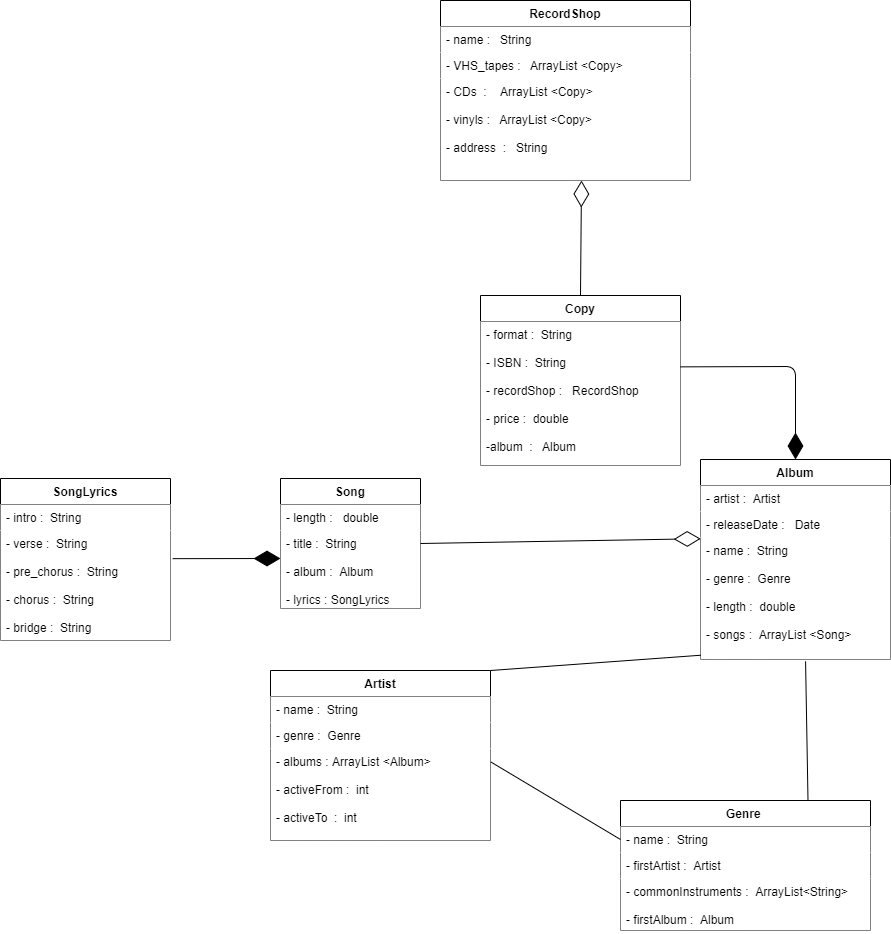 RecordShop
- name : String
- VHS_tapes : ArrayList <Copy>
- CDs : ArrayList <Copy>
- vinyls : ArrayList <Copy>
- address : String
Copy
- format : String
- ISBN : String
- recordShop : RecordShop
- price : double
-album : Album
SongLyrics
- intro : String
- verse : String
- pre_chorus : String
- chorus : String
- bridge : String
Song
- length : double
- title : String
- album : Album
- lyrics : SongLyrics
Album
- artist : Artist
- releaseDate : Date
- name : String
- genre : Genre
- length : double
- songs : ArrayList <Song>
Artist
- name : String
- genre : Genre
- albums : ArrayList <Album>
- activeFrom : int
- activeTo : int
Genre
- name : String
- firstArtist : Artist
- commonInstruments : ArrayList<String>
- firstAlbum : Album